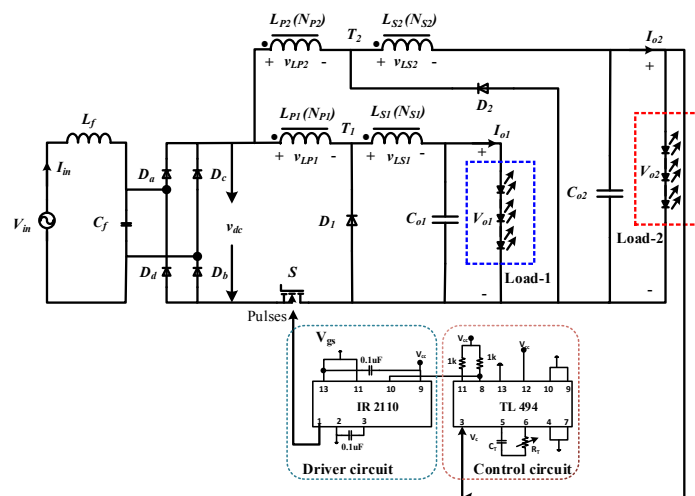 L_P2(N_P2) T_2 L_S2(N_S2)
I_o2
+ v_LP2 - + v_LS2 -
+
D_2
L_P1(N_P1) T_1 L_S1(N_S1)
L_f
I_o1
+ v_LP1 - + v_LS1 -
+
I_in
D_a
D_c
V_in
C_f
v_dc
D_1
C_o1
V_o1
C_o2
V_o2
D_d
D_b
S
Load-1
Load-2
-
-
Pulses
V_gs
V_cc
0.1uF
V_cc
1k
1k
V_cc
13 11 10 9
11 8 13 12 10 9
IR 2110
TL 494
1 2 3
3 5 6 4 7
V_c
0.1uF
C_T
R_T
Driver circuit
Control circuit